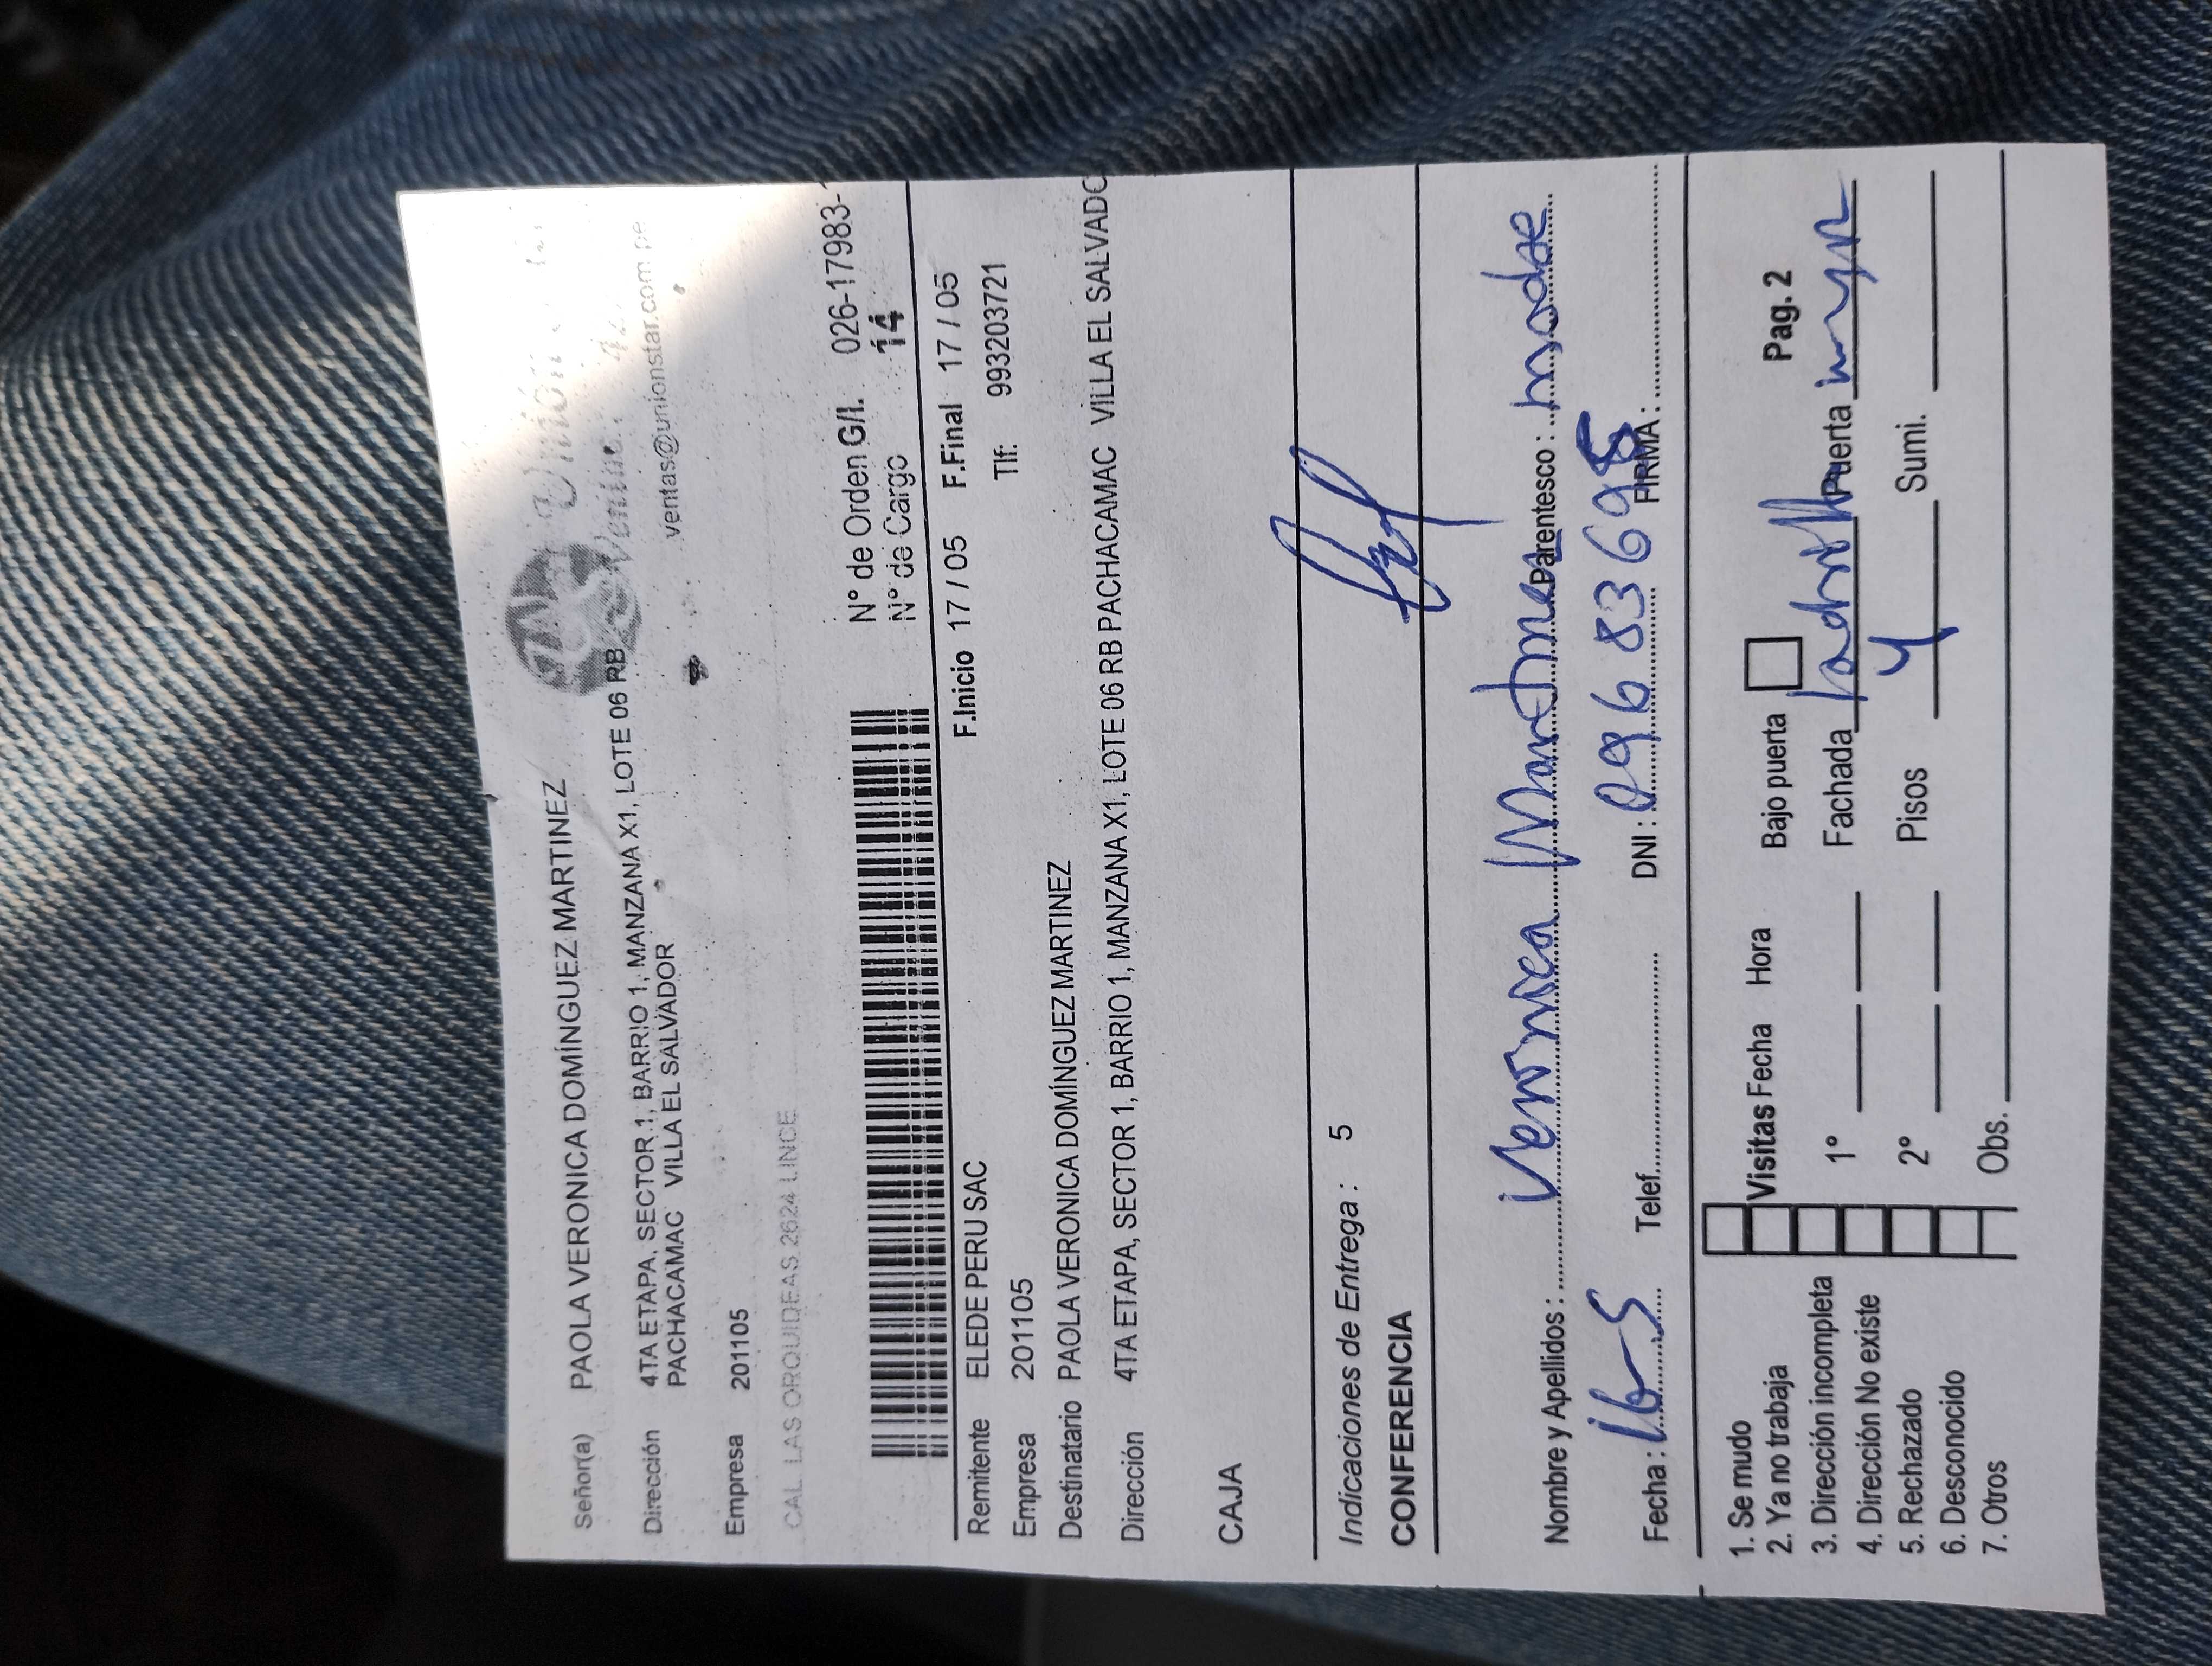 Señor(a) PAOLA VERONICA DOMÍNGUEZ MARTINEZ
Unión
ventas@unionstar.com.pe
Dirección 4TA ETAPA, SECTOR 1, BARRIO 1, MANZANA X1, LOTE 06 RB
PACHACAMAC VILLA EL SALVADOR
Empresa 201105
CAL. LAS ORQUIDEAS 2624 LINCE
N° de Orden G/I. 026-17983-
N° de Cargo 14
Remitente ELEDE PERU SAC F.Inicio 17 / 05 F.Final 17 / 05
Empresa 201105 Tlf: 993203721
Destinatario PAOLA VERONICA DOMÍNGUEZ MARTINEZ
Dirección 4TA ETAPA, SECTOR 1, BARRIO 1, MANZANA X1, LOTE 06 RB PACHACAMAC VILLA EL SALVADO
CAJA
Indicaciones de Entrega : 5
CONFERENCIA
Nombre y Apellidos : Veronica Martinez Parentesco : madre
Fecha : 16-5 Telef. DNI : 09683698 FIRMA :
1. Se mudo
2. Ya no trabaja
3. Dirección incompleta
4. Dirección No existe
5. Rechazado
6. Desconocido
7. Otros
Visitas Fecha Hora Bajo puerta Pag. 2
1° Fachada ladrillo Puerta
2° Pisos 4 Sumi.
Obs.